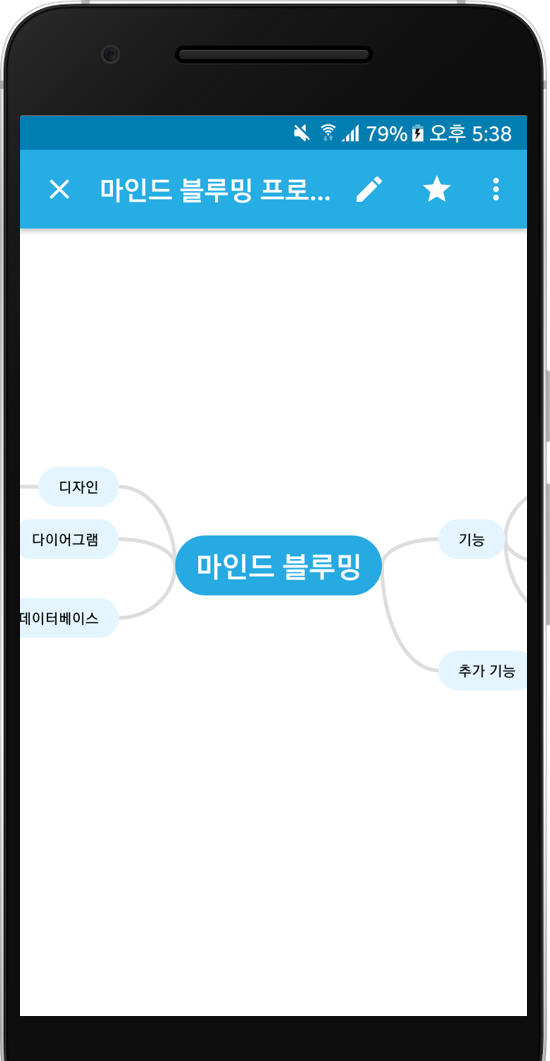 79% 오후 5:38
마인드 블루밍 프로...
디자인
다이어그램
데이터베이스
마인드 블루밍
기능
추가 기능